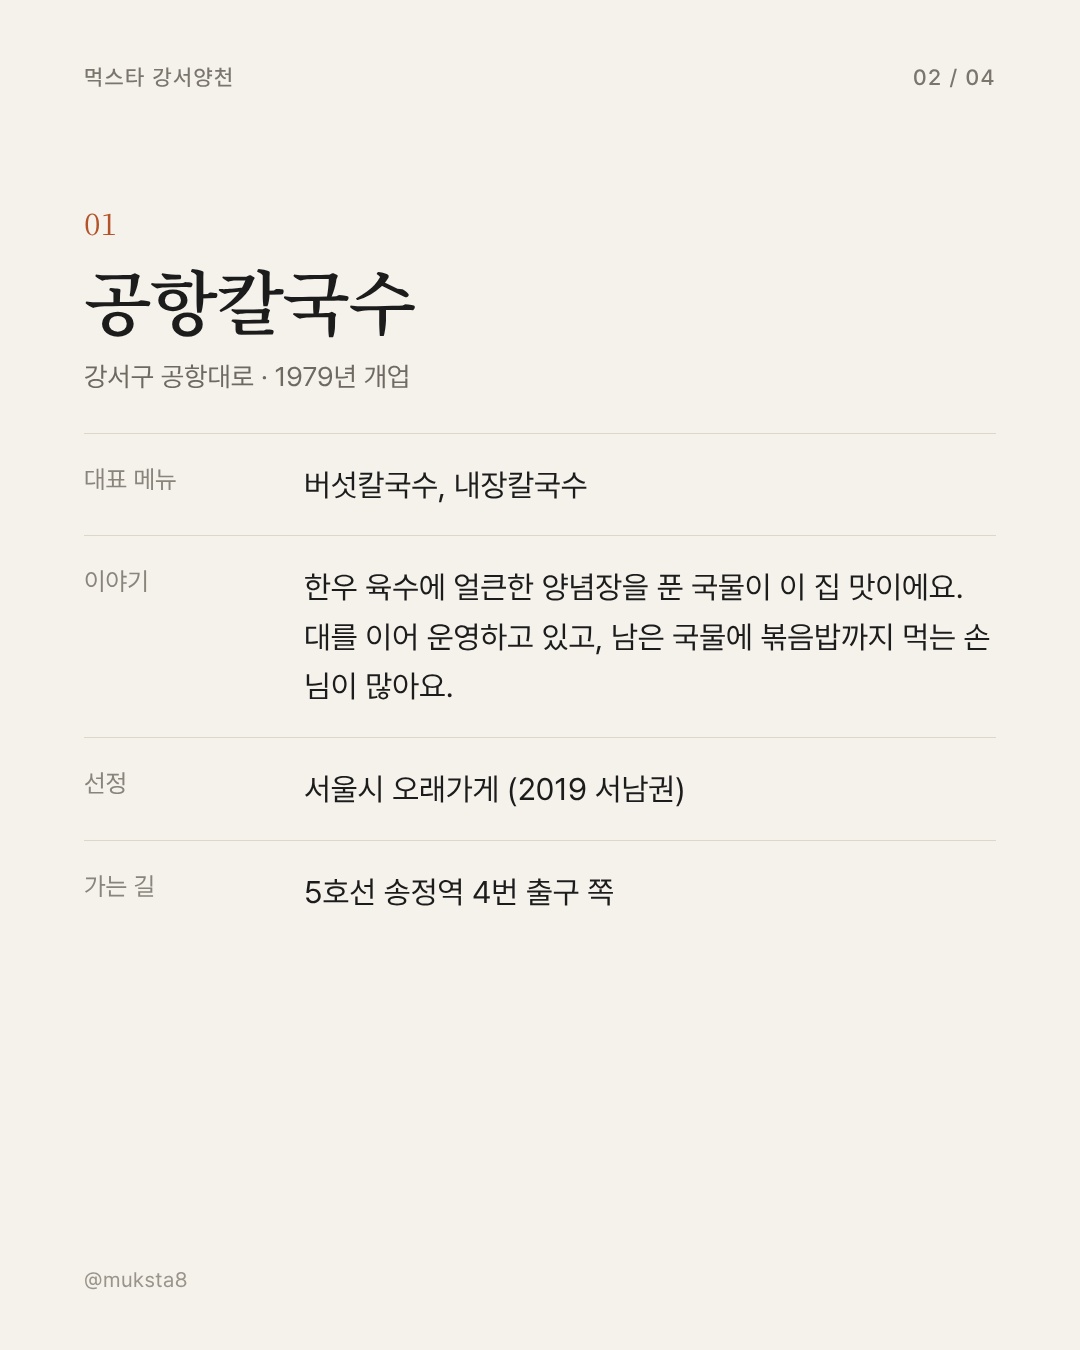 먹스타 강서양천
02 / 04
01
공항칼국수
강서구 공항대로 · 1979년 개업
대표 메뉴
버섯칼국수, 내장칼국수
이야기
한우 육수에 얼큰한 양념장을 푼 국물이 이 집 맛이에요.
대를 이어 운영하고 있고, 남은 국물에 볶음밥까지 먹는 손
님이 많아요.
선정
서울시 오래가게 (2019 서남권)
가는 길
5호선 송정역 4번 출구 쪽
@muksta8